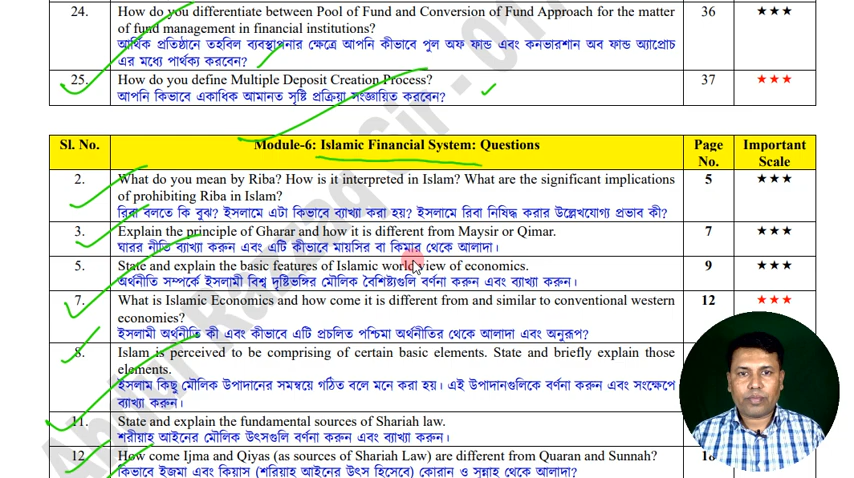 24. How do you differentiate between Pool of Fund and Conversion of Fund Approach for the matter 36 ★★★
of fund management in financial institutions?
আর্থিক প্রতিষ্ঠানে তহবিল ব্যবস্থাপনার ক্ষেত্রে আপনি কীভাবে পুল অফ ফান্ড এবং কনভারশান অব ফান্ড অ্যাপ্রোচ
এর মধ্যে পার্থক্য করবেন?
25. How do you define Multiple Deposit Creation Process? 37 ★★★
আপনি কিভাবে একাধিক আমানত সৃষ্টি প্রক্রিয়া সংজ্ঞায়িত করবেন?
Sl. No. Module-6: Islamic Financial System: Questions Page Important
No. Scale
2. What do you mean by Riba? How is it interpreted in Islam? What are the significant implications 5 ★★★
of prohibiting Riba in Islam?
রিবা বলতে কি বুঝ? ইসলামে এটা কিভাবে ব্যাখ্যা করা হয়? ইসলামে রিবা নিষিদ্ধ করার উল্লেখযোগ্য প্রভাব কী?
3. Explain the principle of Gharar and how it is different from Maysir or Qimar. 7 ★★★
ঘারর নীতি ব্যাখ্যা করুন এবং এটি কীভাবে মায়সির বা কিমার থেকে আলাদা।
5. State and explain the basic features of Islamic world view of economics. 9 ★★★
অর্থনীতি সম্পর্কে ইসলামী বিশ্ব দৃষ্টিভঙ্গির মৌলিক বৈশিষ্ট্যগুলি বর্ণনা করুন এবং ব্যাখ্যা করুন।
7. What is Islamic Economics and how come it is different from and similar to conventional western 12 ★★★
economics?
ইসলামী অর্থনীতি কী এবং কীভাবে এটি প্রচলিত পশ্চিমা অর্থনীতির থেকে আলাদা এবং অনুরূপ?
8. Islam is perceived to be comprising of certain basic elements. State and briefly explain those
elements.
ইসলাম কিছু মৌলিক উপাদানের সমন্বয়ে গঠিত বলে মনে করা হয়। এই উপাদানগুলিকে বর্ণনা করুন এবং সংক্ষেপে
ব্যাখ্যা করুন।
11. State and explain the fundamental sources of Shariah law.
শরীয়াহ আইনের মৌলিক উৎসগুলি বর্ণনা করুন এবং ব্যাখ্যা করুন।
12. How come Ijma and Qiyas (as sources of Shariah Law) are different from Quaran and Sunnah?
কিভাবে ইজমা এবং কিয়াস (শরিয়াহ আইনের উৎস হিসেবে) কোরান ও সুন্নাহ থেকে আলাদা?